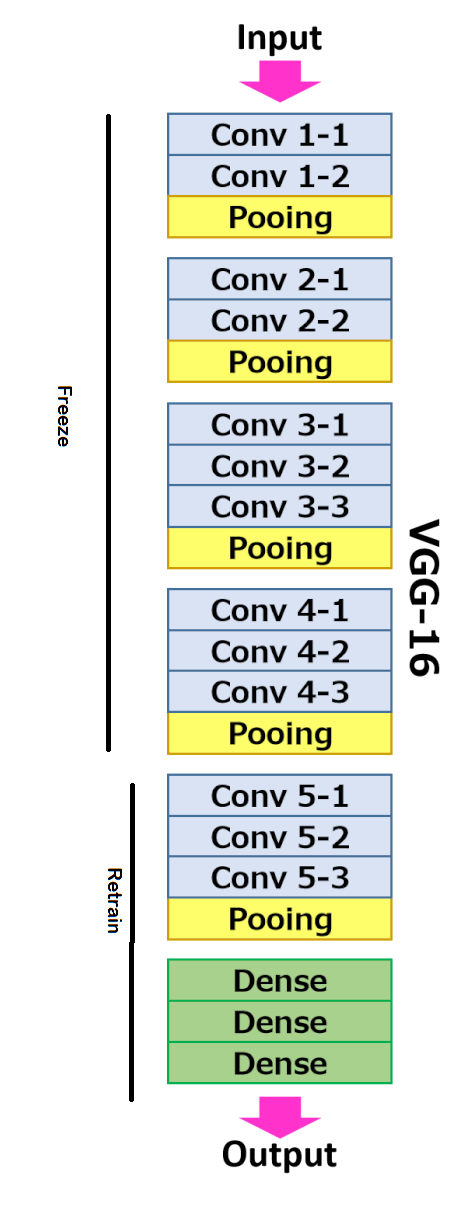 Input
Conv 1-1
Conv 1-2
Pooing
Conv 2-1
Conv 2-2
Pooing
Conv 3-1
Conv 3-2
Conv 3-3
Pooing
Conv 4-1
Conv 4-2
Conv 4-3
Pooing
Conv 5-1
Conv 5-2
Conv 5-3
Pooing
Dense
Dense
Dense
Output
Freeze
Retrain
VGG-16